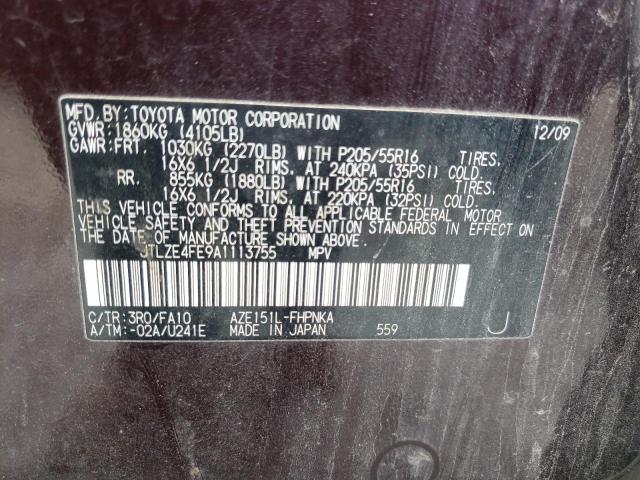 MFD. BY: TOYOTA MOTOR CORPORATION 12/09
GVWR: 1860KG (4105LB)
GAWR: FRT. 1030KG (2270LB) WITH P205/55R16 TIRES.
16X6 1/2J RIMS. AT 240KPA (35PSI) COLD.
RR. 855KG (1880LB) WITH P205/55R16 TIRES.
16X6 1/2J RIMS. AT 220KPA (32PSI) COLD.
THIS VEHICLE CONFORMS TO ALL APPLICABLE FEDERAL MOTOR
VEHICLE SAFETY AND THEFT PREVENTION STANDARDS IN EFFECT ON
THE DATE OF MANUFACTURE SHOWN ABOVE.
JTLZE4FE9A1113755 MPV
C/TR: 3R0/FA10 AZE151L-FHPNKA
A/TM: -02A/U241E MADE IN JAPAN 559 J